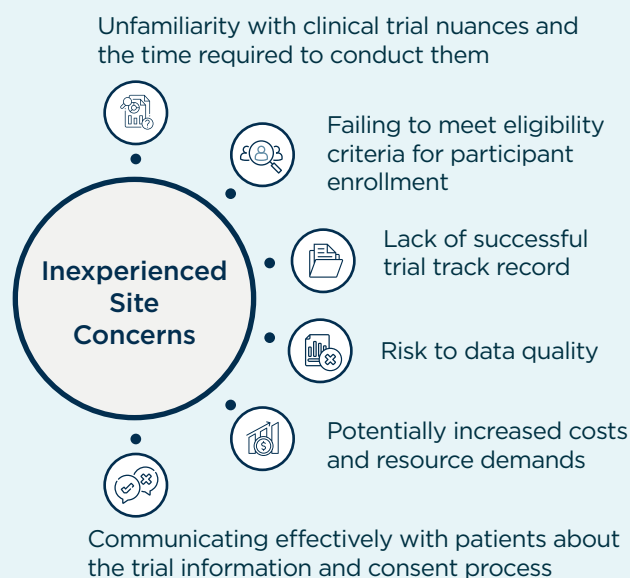 Unfamiliarity with clinical trial nuances and
the time required to conduct them
Failing to meet eligibility
criteria for participant
enrollment
Inexperienced
Site
Concerns
Lack of successful
trial track record
Risk to data quality
Potentially increased costs
and resource demands
Communicating effectively with patients about
the trial information and consent process